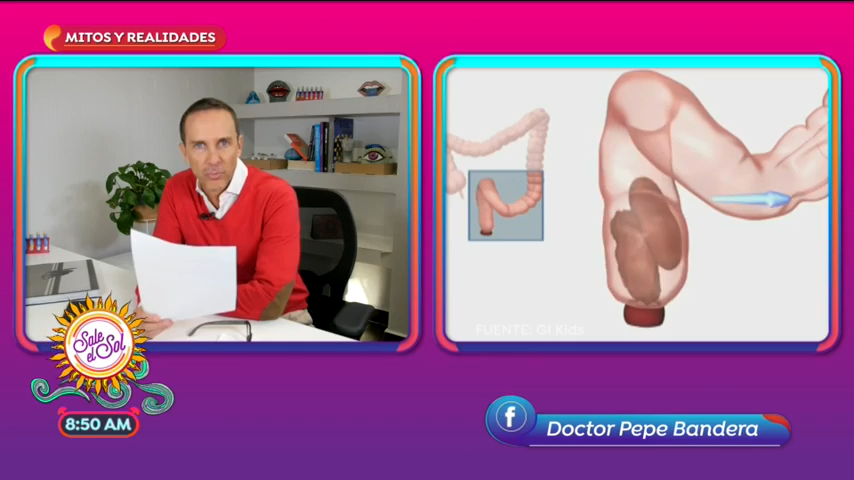 MITOS Y REALIDADES
FUENTE: GI Kids
Sale
el Sol
8:50 AM
f
Doctor Pepe Bandera